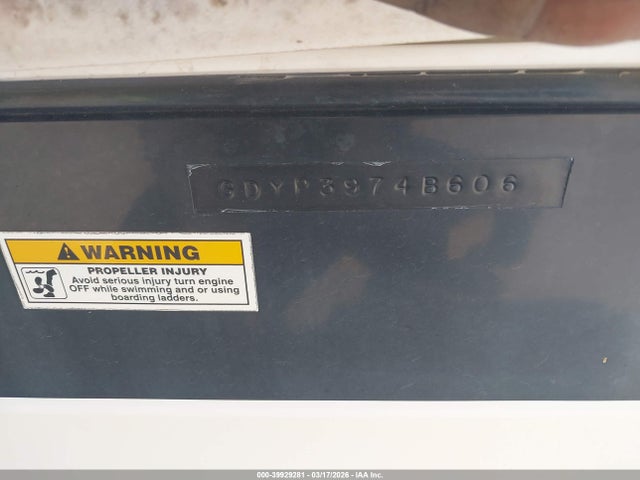 GDYP3974B606
WARNING
PROPELLER INJURY
Avoid serious injury turn engine
OFF while swimming and or using
boarding ladders.
000-39929281 - 03/17/2026 - IAA Inc.